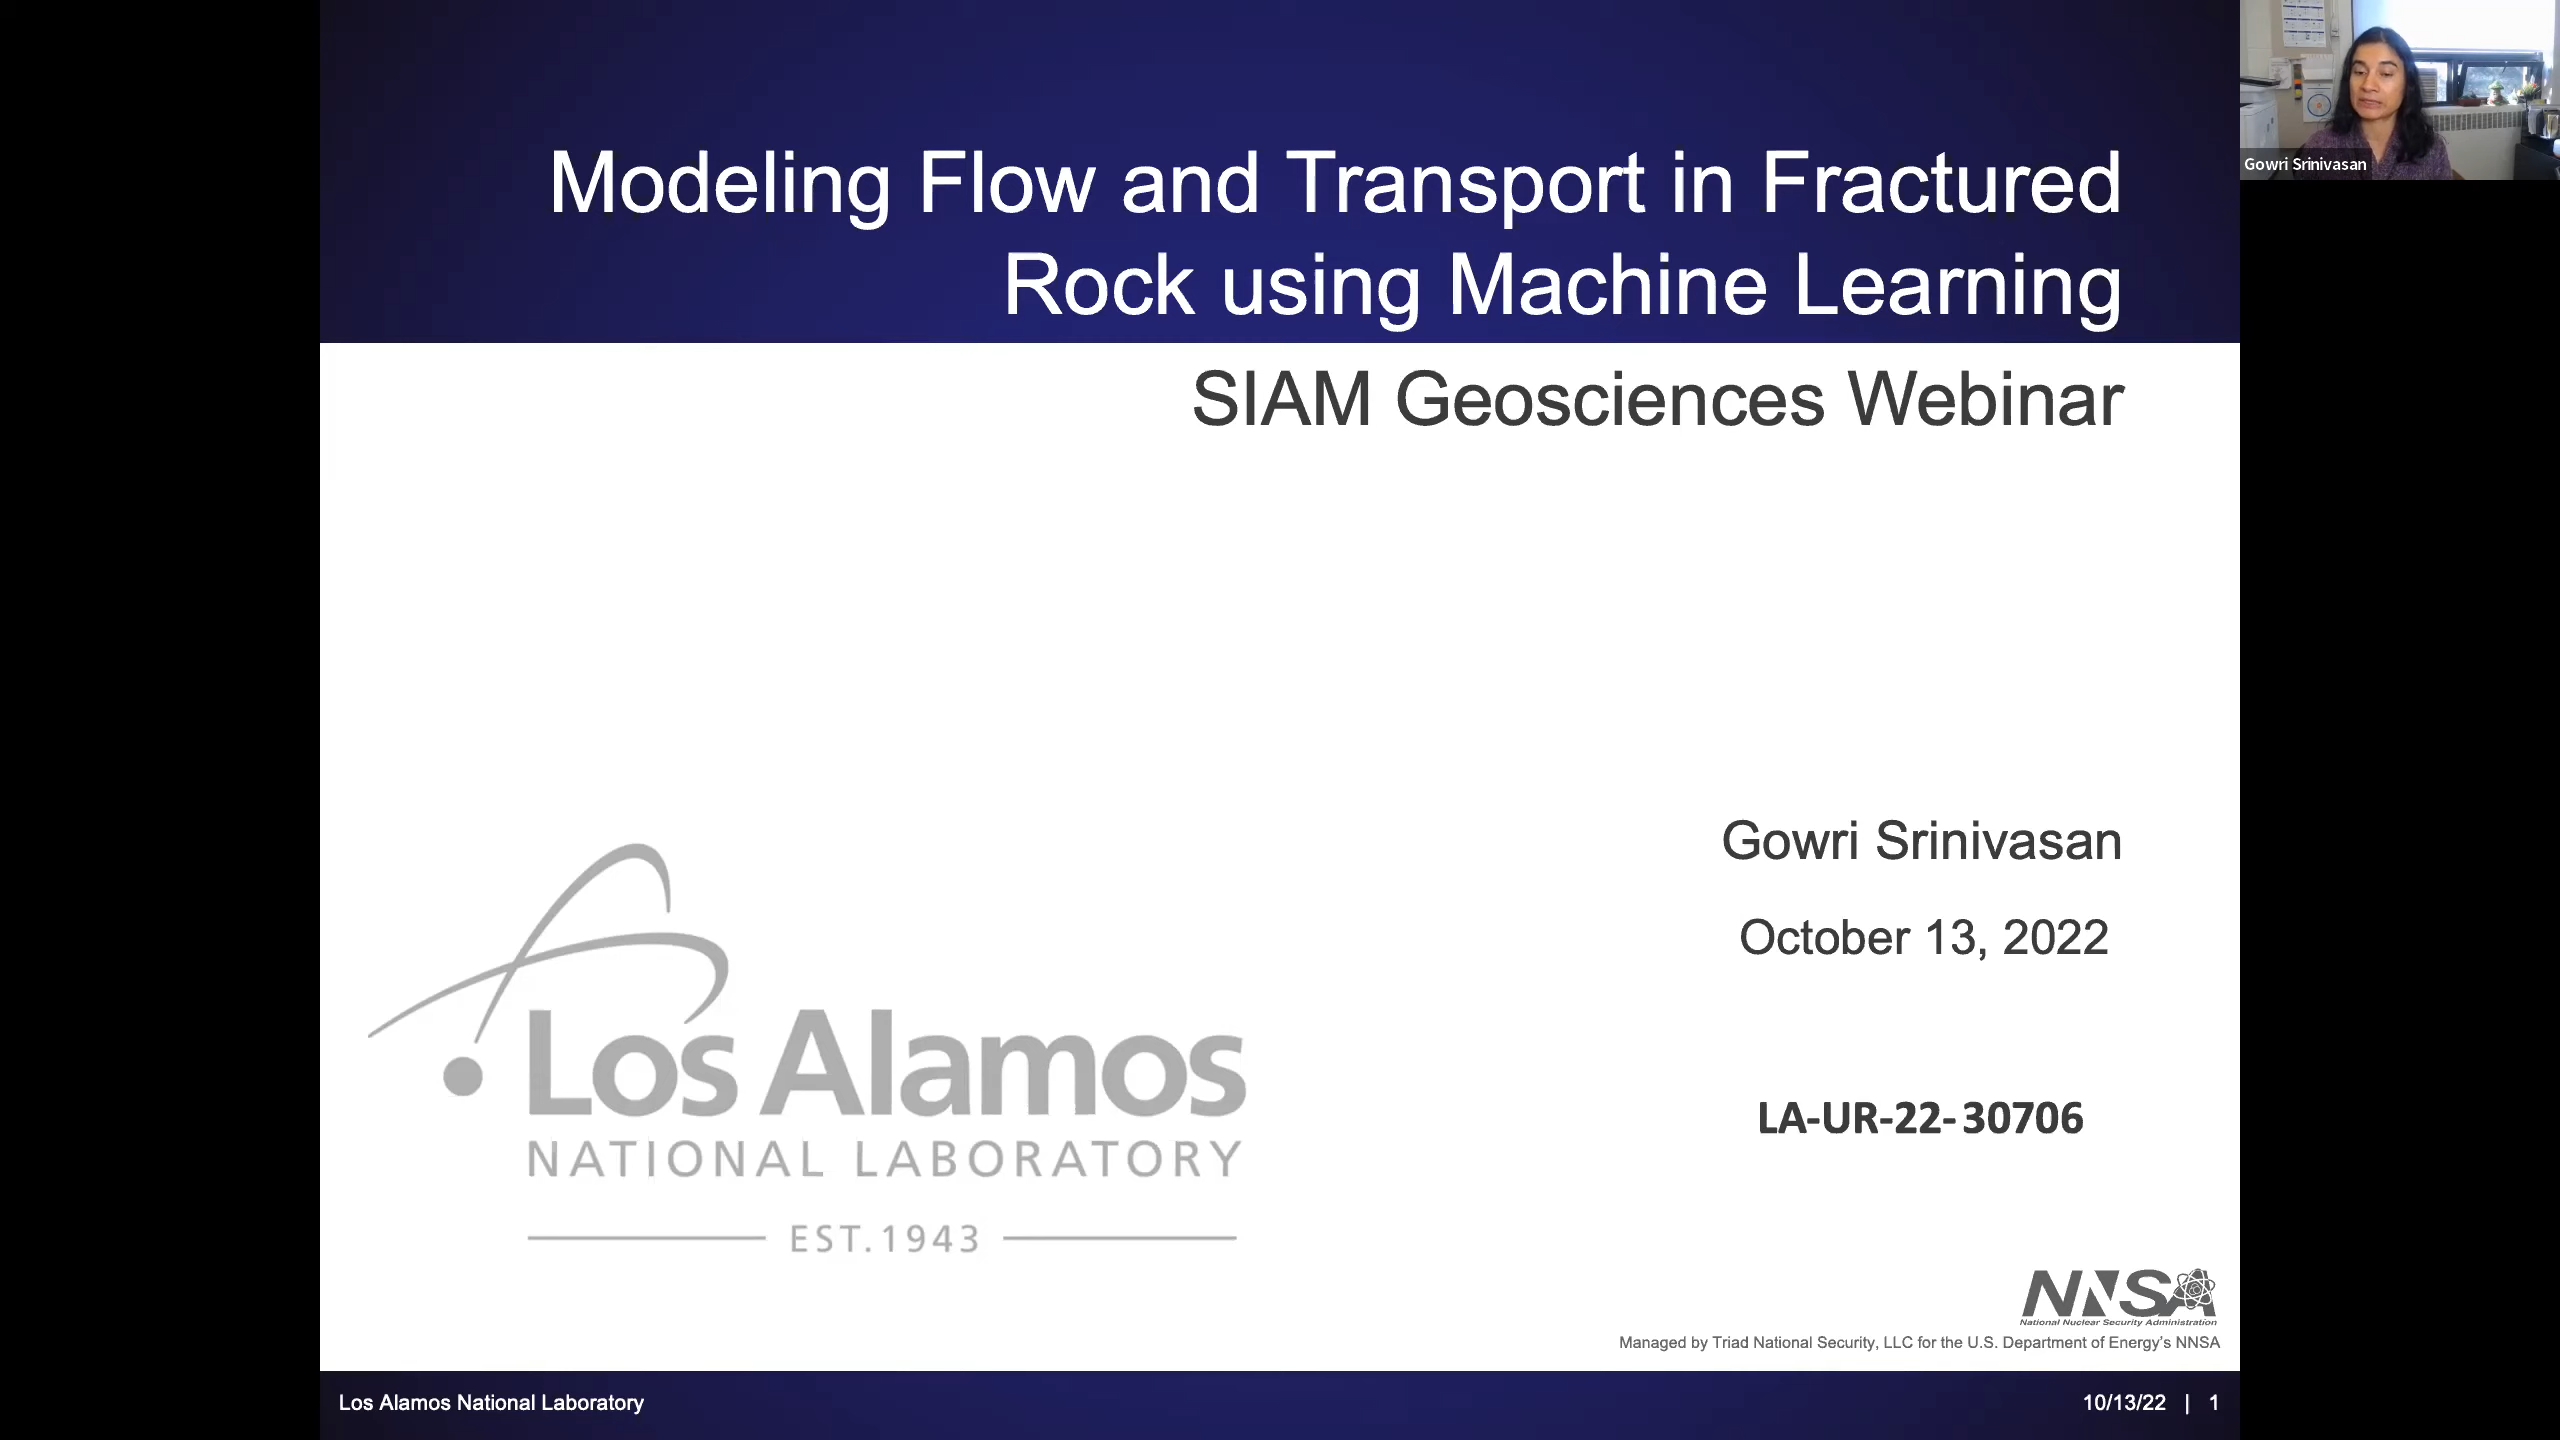 Modeling Flow and Transport in Fractured
Rock using Machine Learning
Gowri Srinivasan
SIAM Geosciences Webinar
Gowri Srinivasan
October 13, 2022
LA-UR-22-30706
Los Alamos
NATIONAL LABORATORY
EST.1943
NNSA
National Nuclear Security Administration
Managed by Triad National Security, LLC for the U.S. Department of Energy’s NNSA
Los Alamos National Laboratory
10/13/22 | 1